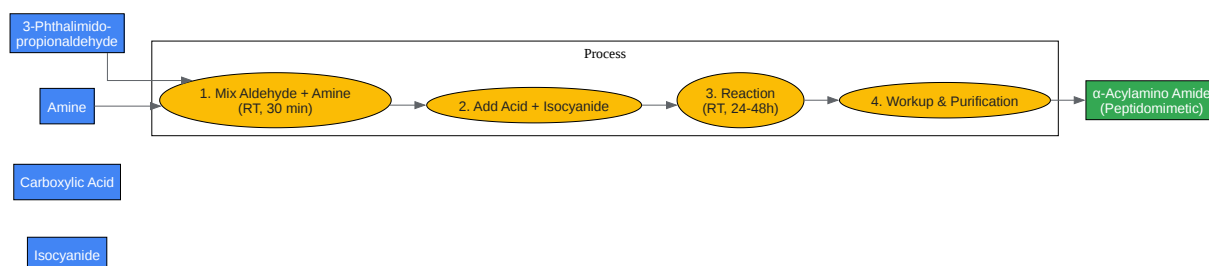 3-Phthalimido-
propionaldehyde
Process
1. Mix Aldehyde + Amine
(RT, 30 min)
2. Add Acid + Isocyanide
3. Reaction
(RT, 24-48h)
4. Workup & Purification
α-Acylamino Amide
(Peptidomimetic)
Amine
Carboxylic Acid
Isocyanide